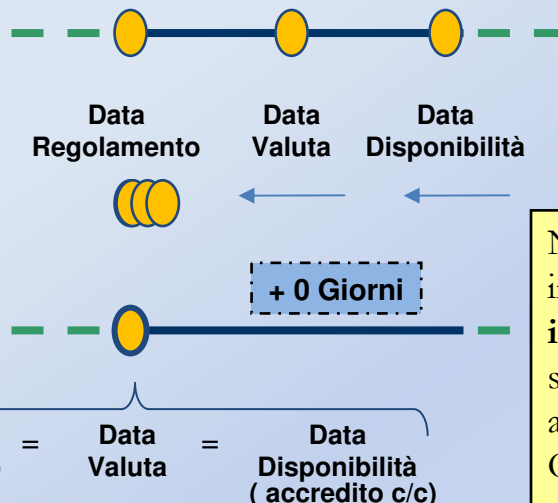 Data Regolamento
Data Valuta
Data Disponibilità
+ 0 Giorni
= Data Valuta = Data Disponibilità
( accredito c/c)